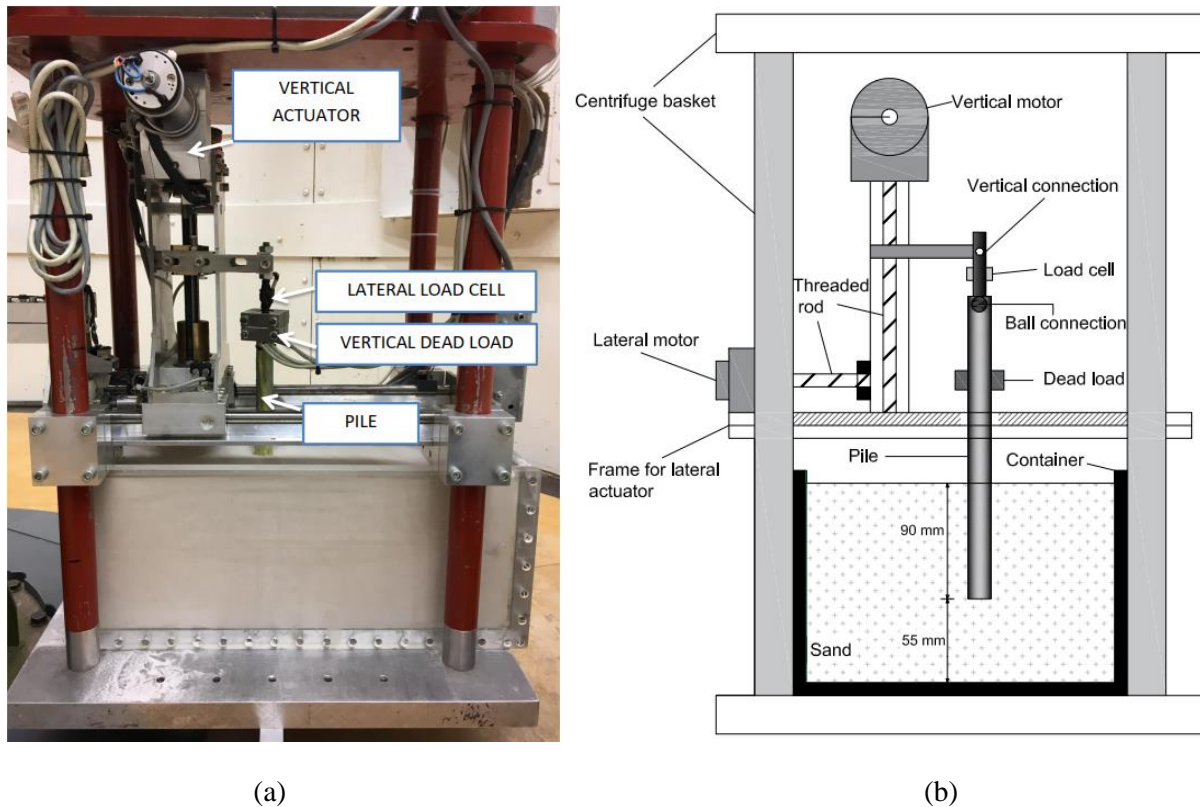 VERTICAL
ACTUATOR
LATERAL LOAD CELL
VERTICAL DEAD LOAD
PILE
(a)
Centrifuge basket
Vertical motor
Vertical connection
Load cell
Threaded
rod
Ball connection
Lateral motor
Dead load
Pile
Container
Frame for lateral
actuator
90 mm
55 mm
Sand
(b)